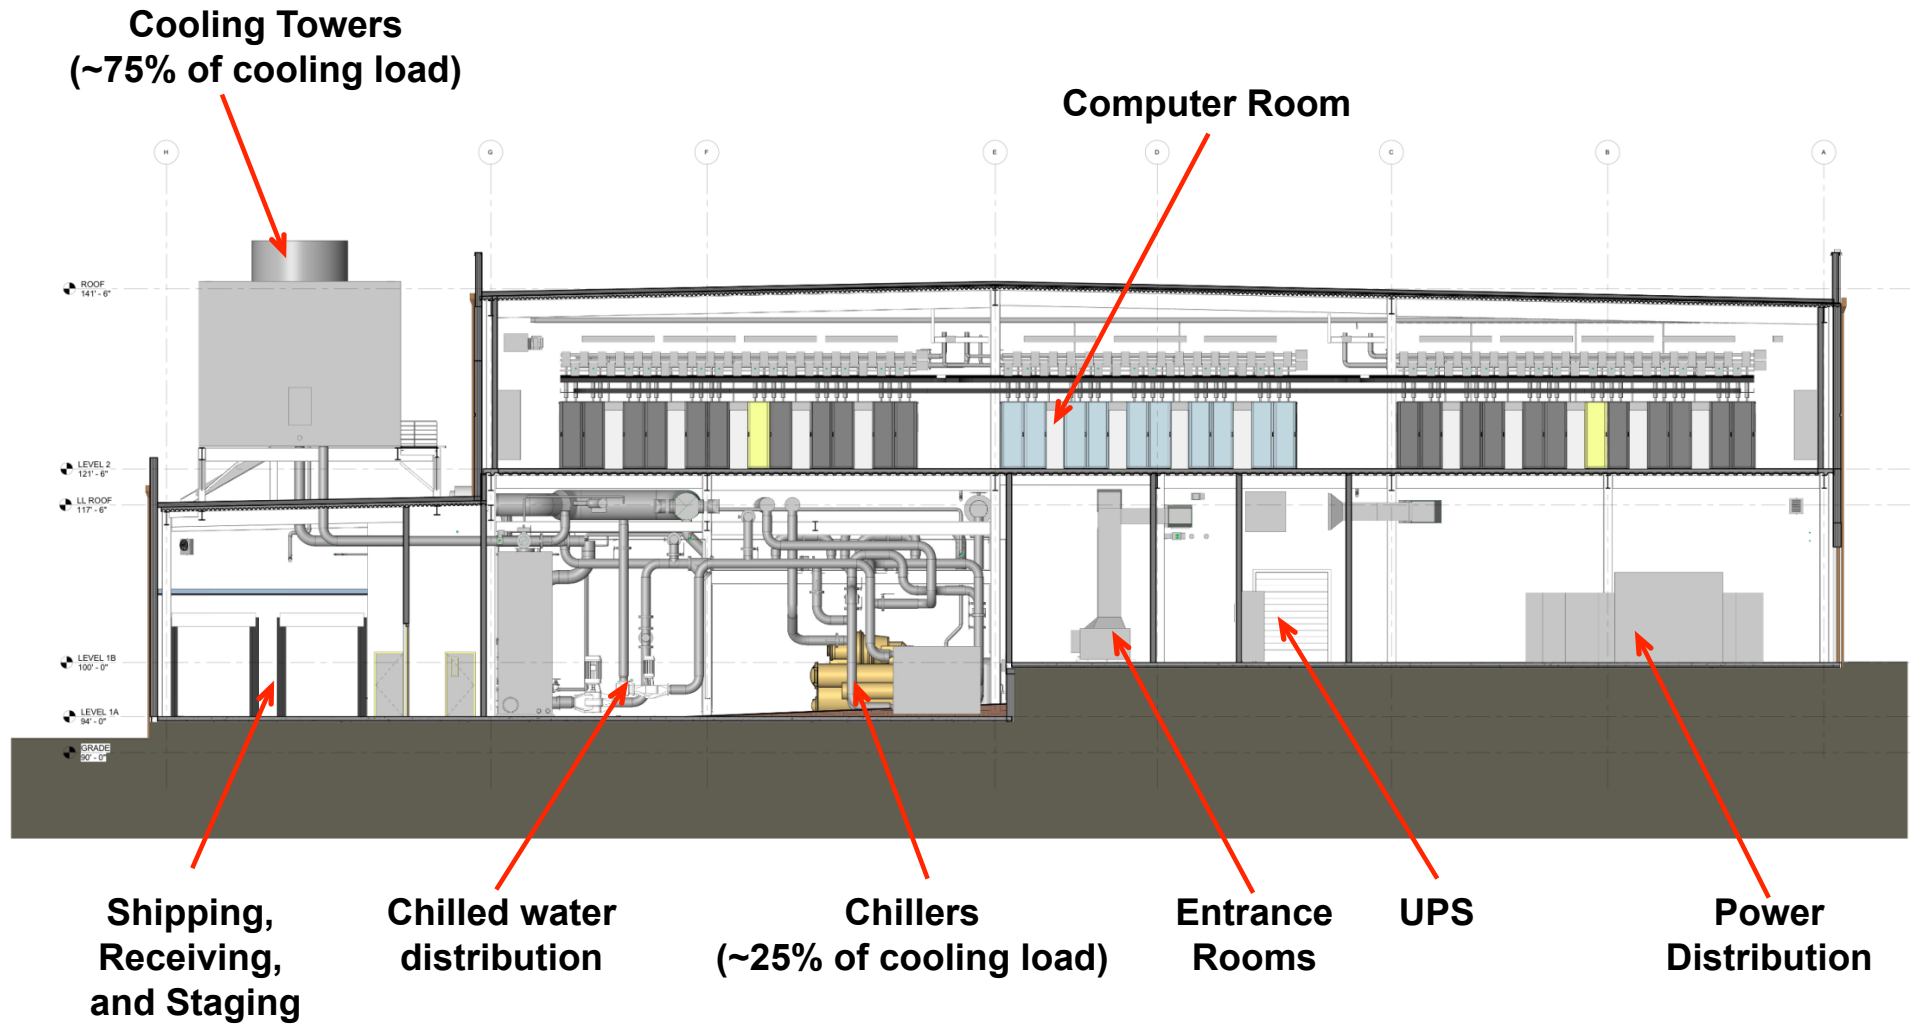 Cooling Towers
(~75% of cooling load)
Computer Room
H
G
F
E
D
C
B
A
ROOF
141' - 6"
LEVEL 2
121' - 6"
LL ROOF
117' - 6"
LEVEL 1B
100' - 0"
LEVEL 1A
94' - 0"
GRADE
90' - 0"
Shipping,
Receiving,
and Staging
Chilled water
distribution
Chillers
(~25% of cooling load)
Entrance
Rooms
UPS
Power
Distribution